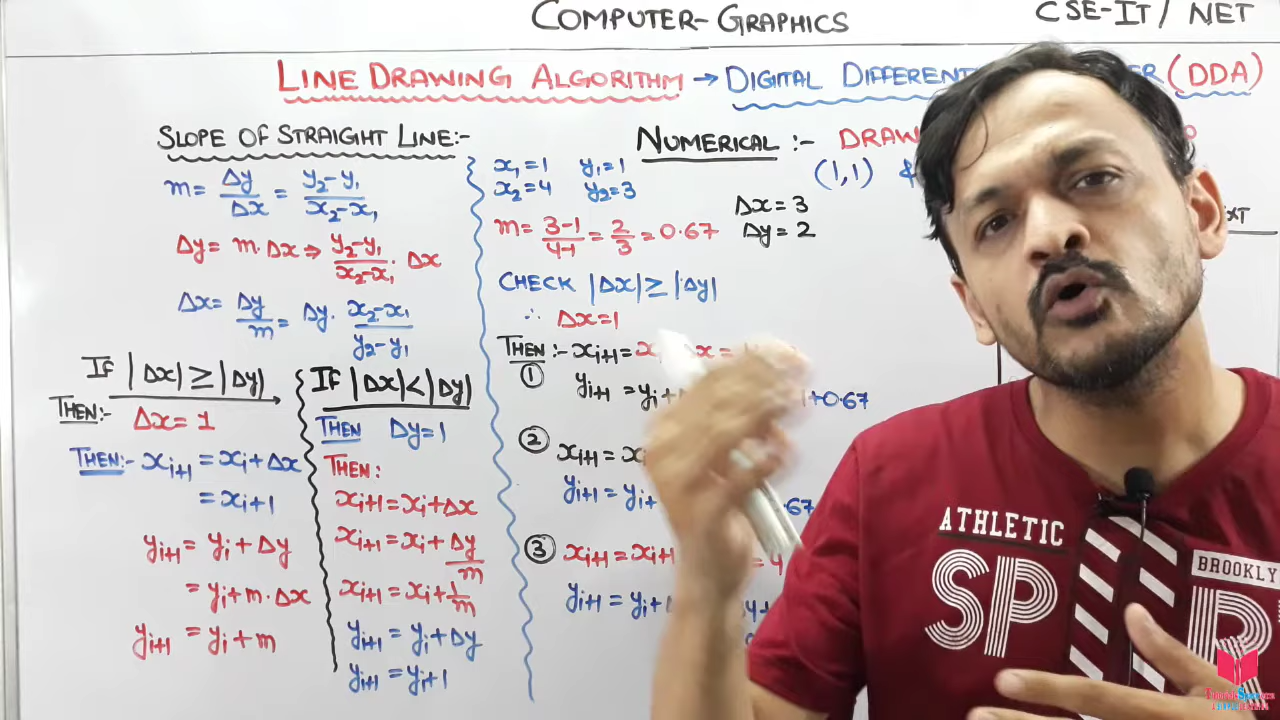 COMPUTER-GRAPHICS
CSE-IT/ NET
LINE DRAWING ALGORITHM → DIGITAL (DDA)
SLOPE OF STRAIGHT LINE:-
m = Δy/Δx = y₂-y₁/x₂-x₁
Δy = m·Δx ⇒ y₂-y₁/x₂-x₁ · Δx
Δx = Δy/m = Δy · x₂-x₁/y₂-y₁
If |Δx| ≥ |Δy|
THEN:- Δx = 1
THEN:- xᵢ₊₁ = xᵢ+Δx
= xᵢ+1
yᵢ₊₁ = yᵢ+Δy
= yᵢ+m·Δx
yᵢ₊₁ = yᵢ+m
If |Δx| < |Δy|
THEN Δy=1
THEN:
xᵢ₊₁ = xᵢ+Δx
xᵢ₊₁ = xᵢ+Δy/m
xᵢ₊₁ = xᵢ+1/m
yᵢ₊₁ = yᵢ+Δy
yᵢ₊₁ = yᵢ+1
NUMERICAL :- DRAW
(1,1) &
x₁=1 y₁=1
x₂=4 y₂=3
Δx = 3
Δy = 2
m = 3-1/4-1 = 2/3 = 0.67
CHECK |Δx| ≥ |Δy|
∴ Δx=1
THEN:- xᵢ₊₁ =
① yᵢ₊₁ = yᵢ+ 1+0.67
② xᵢ₊₁ =
yᵢ₊₁ = yᵢ+ .67
③ xᵢ₊₁ = xᵢ+1 = 4
yᵢ₊₁ = yᵢ+
ATHLETIC
SP
BROOKLY